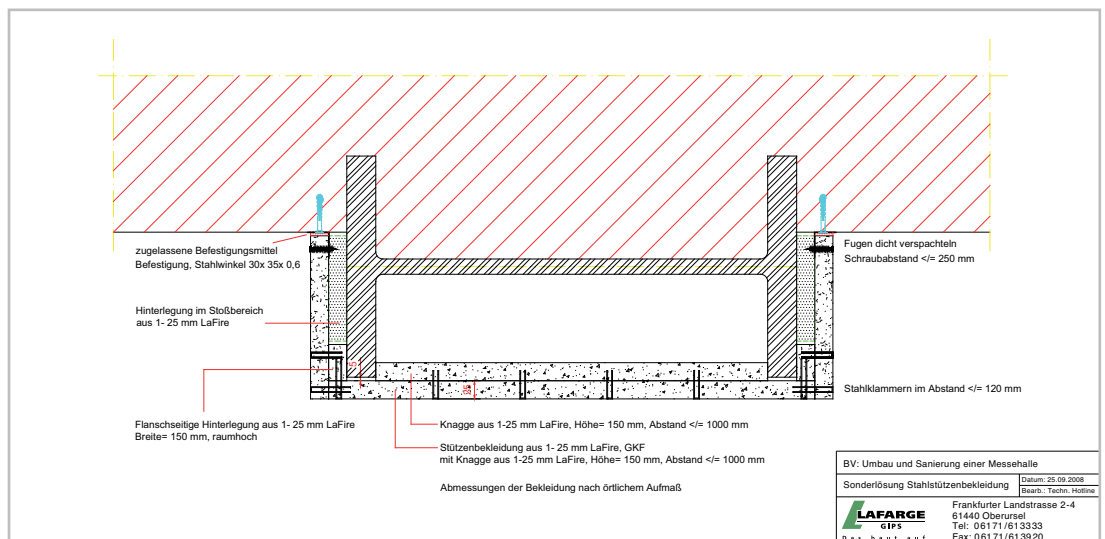 zugelassene Befestigungsmittel
Befestigung, Stahlwinkel 30x 35x 0,6
Fugen dicht verspachteln
Schraubabstand </= 250 mm
Hinterlegung im Stoßbereich
aus 1- 25 mm LaFire
5
25
Stahlklammern im Abstand </= 120 mm
Flanschseitige Hinterlegung aus 1- 25 mm LaFire
Breite= 150 mm, raumhoch
Knagge aus 1-25 mm LaFire, Höhe= 150 mm, Abstand </= 1000 mm
Stützenbekleidung aus 1- 25 mm LaFire, GKF
mit Knagge aus 1-25 mm LaFire, Höhe= 150 mm, Abstand </= 1000 mm
Abmessungen der Bekleidung nach örtlichem Aufmaß
BV: Umbau und Sanierung einer Messehalle
Sonderlösung Stahlstützenbekleidung
Datum: 25.09.2008
Bearb.: Techn. Hotline
LAFARGE
GIPS
Frankfurter Landstrasse 2-4
61440 Oberursel
Tel: 06171/613333
Fax: 06171/613920